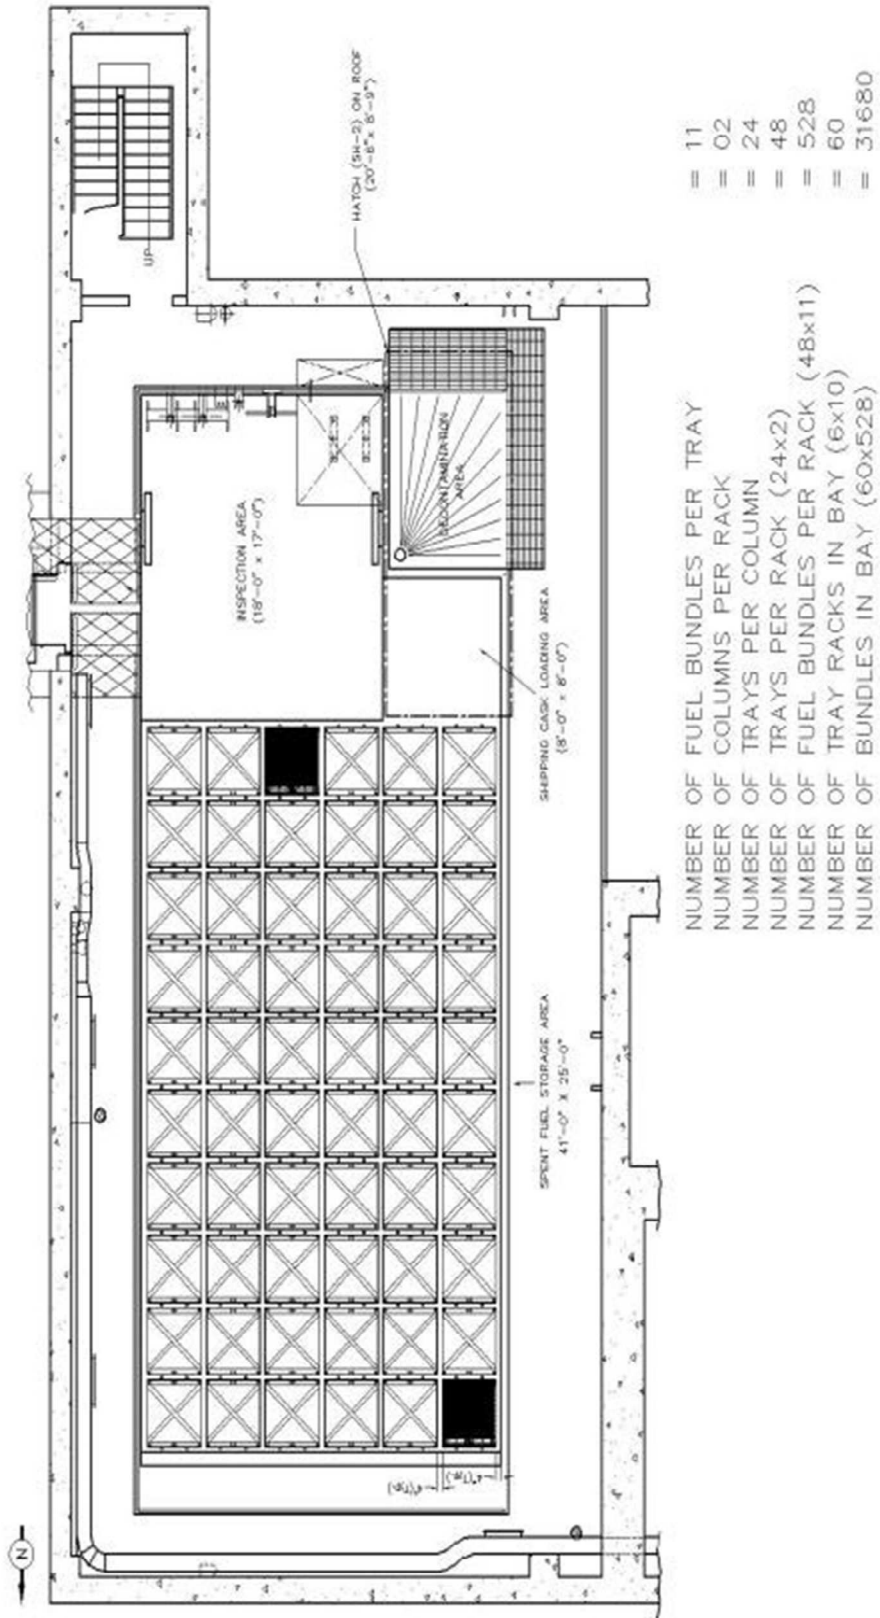 N
UP
HATCH (SH-2) ON ROOF
(20'-8" x 8'-9")
INSPECTION AREA
(18'-0" x 17'-0")
DECONTAMINATION
AREA
SHIPPING CASK LOADING AREA
(8'-0" x 8'-0")
SPENT FUEL STORAGE AREA
41'-0" X 25'-0"
NUMBER OF FUEL BUNDLES PER TRAY = 11
NUMBER OF COLUMNS PER RACK = 02
NUMBER OF TRAYS PER COLUMN = 24
NUMBER OF TRAYS PER RACK (24x2) = 48
NUMBER OF FUEL BUNDLES PER RACK (48x11) = 528
NUMBER OF TRAY RACKS IN BAY (6x10) = 60
NUMBER OF BUNDLES IN BAY (60x528) = 31680